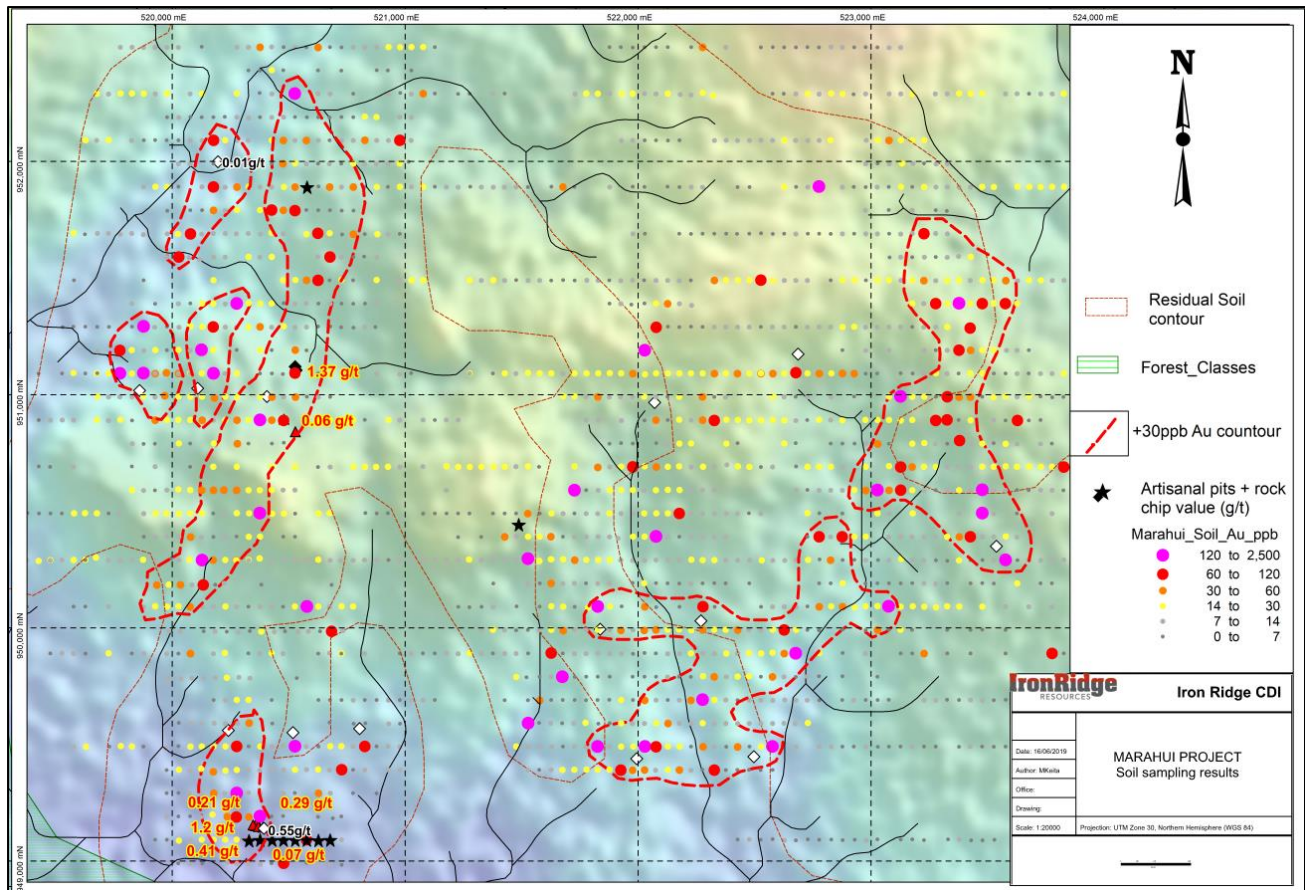 520,000 mE
521,000 mE
522,000 mE
523,000 mE
524,000 mE
952,000 mN
951,000 mN
950,000 mN
949,000 mN
0.01g/t
1.37 g/t
0.06 g/t
0.21 g/t
0.29 g/t
1.2 g/t
0.55g/t
0.41 g/t
0.07 g/t
N
Residual Soil
contour
Forest_Classes
+30ppb Au countour
Artisanal pits + rock
chip value (g/t)
Marahui_Soil_Au_ppb
120 to 2,500
60 to 120
30 to 60
14 to 30
7 to 14
0 to 7
IronRidge
RESOURCES
Iron Ridge CDI
Date: 16/06/2019
Author: MKeita
Office:
Drawing:
Scale: 1:20000
MARAHUI PROJECT
Soil sampling results
Projection: UTM Zone 30, Northern Hemisphere (WGS 84)